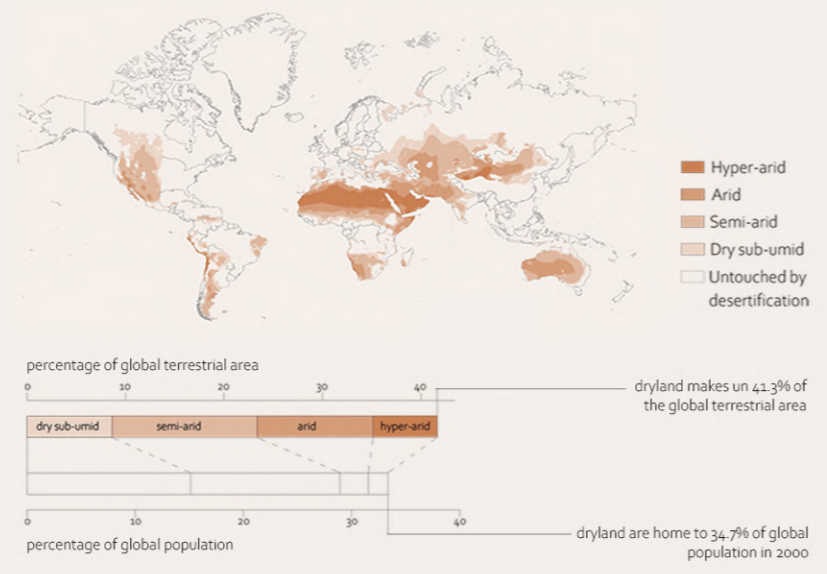 Hyper-arid
Arid
Semi-arid
Dry sub-umid
Untouched by
desertification
percentage of global terrestrial area
0 10 20 30 40
dryland makes un 41.3% of
the global terrestrial area
dry sub-umid semi-arid arid hyper-arid
0 10 20 30 40
dryland are home to 34.7% of global
population in 2000
percentage of global population